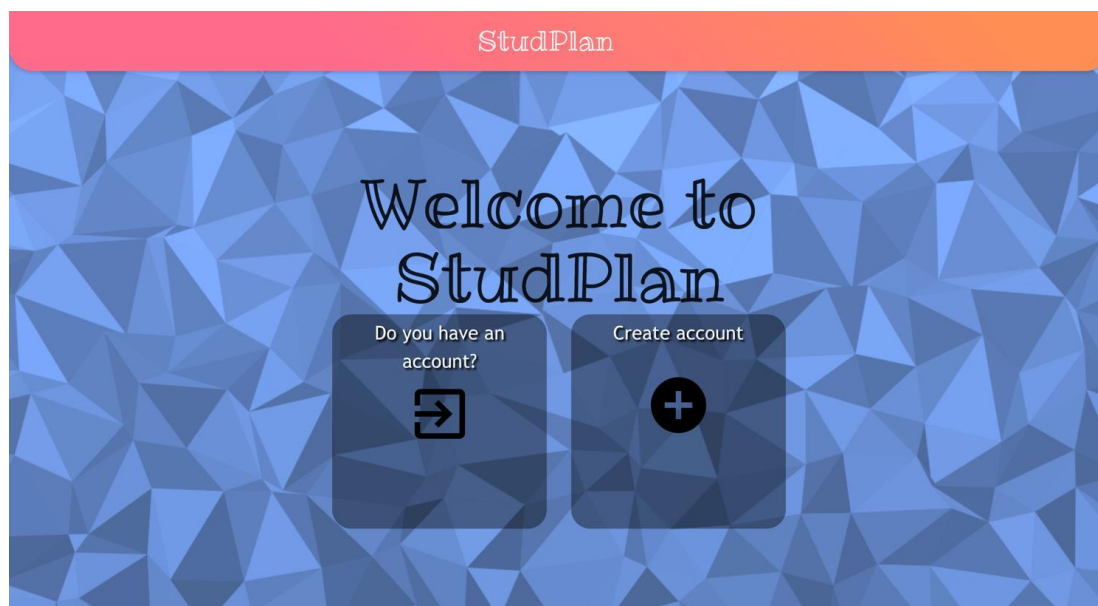 StudPlan
Welcome to
StudPlan
Do you have an
account?
Create account